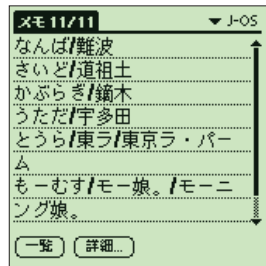 メモ 11/11
J-OS
なんば/難波
さいど/道祖土
かぶらぎ/鏑木
うただ/宇多田
とうら/東ラ/東京ラ・パー
ム
もーむす/モー娘。/モーニ
ング娘。
一覧
詳細...